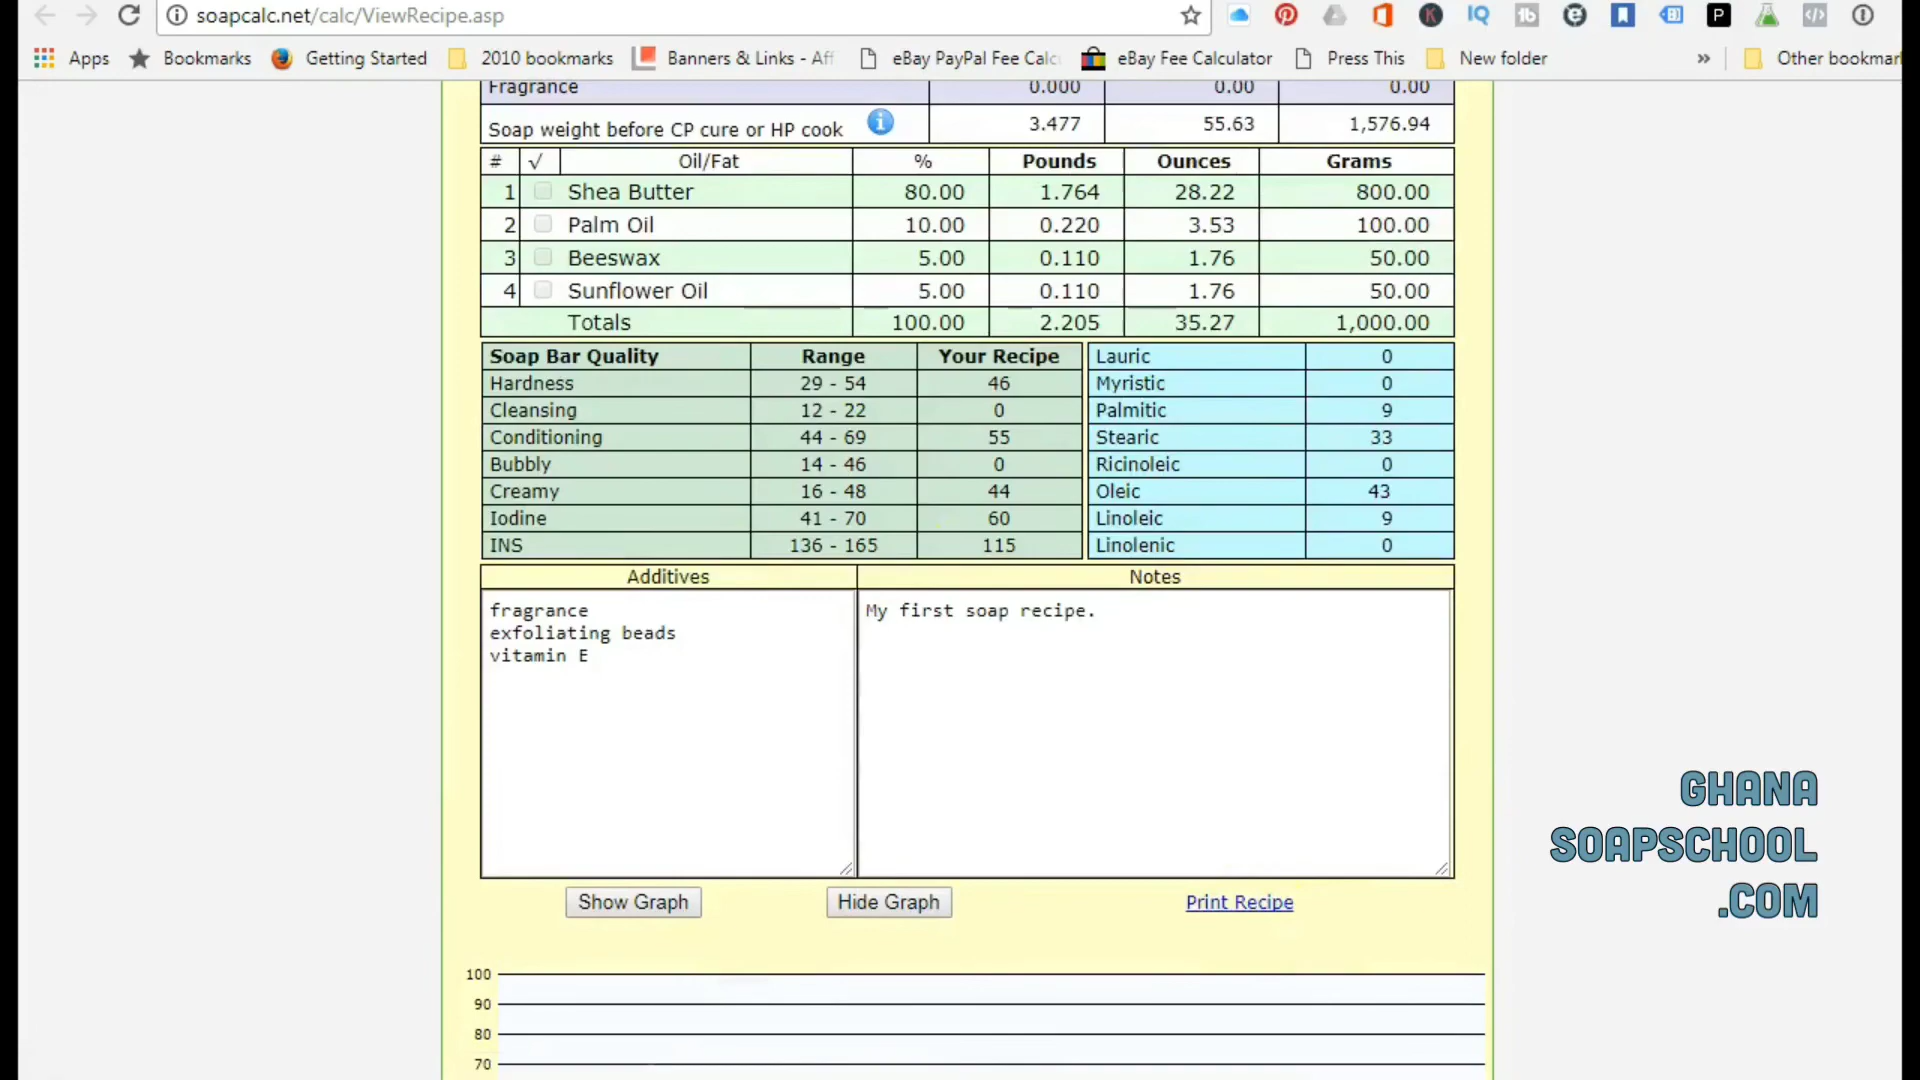 soapcalc.net/calc/ViewRecipe.asp
Apps Bookmarks Getting Started 2010 bookmarks Banners & Links - Aff eBay PayPal Fee Calc eBay Fee Calculator Press This New folder » Other bookmar
Fragrance 0.000 0.00 0.00
Soap weight before CP cure or HP cook 3.477 55.63 1,576.94
# √ Oil/Fat % Pounds Ounces Grams
1 Shea Butter 80.00 1.764 28.22 800.00
2 Palm Oil 10.00 0.220 3.53 100.00
3 Beeswax 5.00 0.110 1.76 50.00
4 Sunflower Oil 5.00 0.110 1.76 50.00
Totals 100.00 2.205 35.27 1,000.00
Soap Bar Quality Range Your Recipe Lauric 0
Hardness 29 - 54 46 Myristic 0
Cleansing 12 - 22 0 Palmitic 9
Conditioning 44 - 69 55 Stearic 33
Bubbly 14 - 46 0 Ricinoleic 0
Creamy 16 - 48 44 Oleic 43
Iodine 41 - 70 60 Linoleic 9
INS 136 - 165 115 Linolenic 0
Additives Notes
fragrance My first soap recipe.
exfoliating beads
vitamin E
Show Graph Hide Graph Print Recipe
100
90
80
70
GHANA
SOAPSCHOOL
.COM